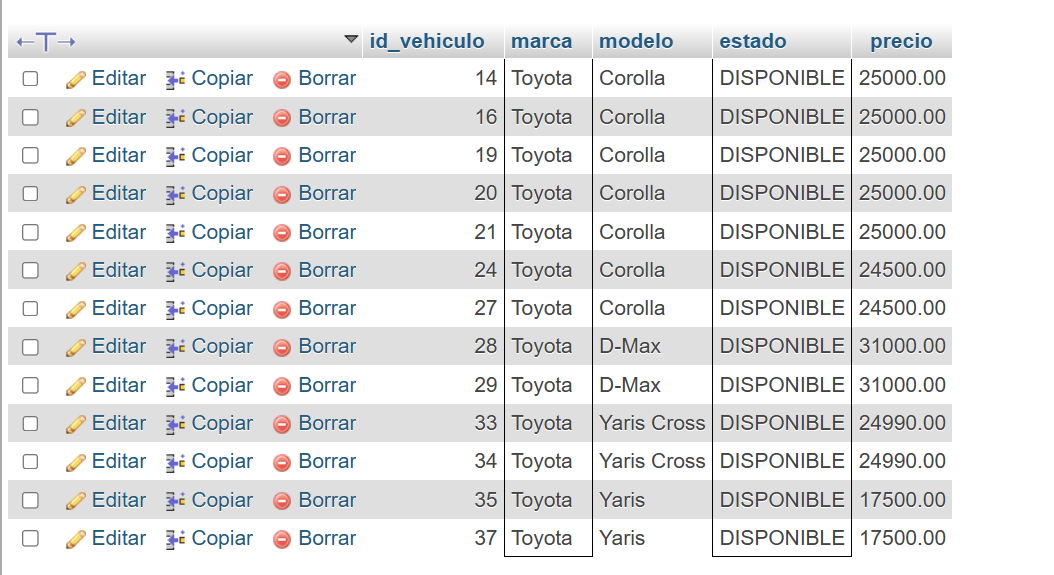 ←T→ id_vehiculo marca modelo estado precio
Editar Copiar Borrar 14 Toyota Corolla DISPONIBLE 25000.00
Editar Copiar Borrar 16 Toyota Corolla DISPONIBLE 25000.00
Editar Copiar Borrar 19 Toyota Corolla DISPONIBLE 25000.00
Editar Copiar Borrar 20 Toyota Corolla DISPONIBLE 25000.00
Editar Copiar Borrar 21 Toyota Corolla DISPONIBLE 25000.00
Editar Copiar Borrar 24 Toyota Corolla DISPONIBLE 24500.00
Editar Copiar Borrar 27 Toyota Corolla DISPONIBLE 24500.00
Editar Copiar Borrar 28 Toyota D-Max DISPONIBLE 31000.00
Editar Copiar Borrar 29 Toyota D-Max DISPONIBLE 31000.00
Editar Copiar Borrar 33 Toyota Yaris Cross DISPONIBLE 24990.00
Editar Copiar Borrar 34 Toyota Yaris Cross DISPONIBLE 24990.00
Editar Copiar Borrar 35 Toyota Yaris DISPONIBLE 17500.00
Editar Copiar Borrar 37 Toyota Yaris DISPONIBLE 17500.00